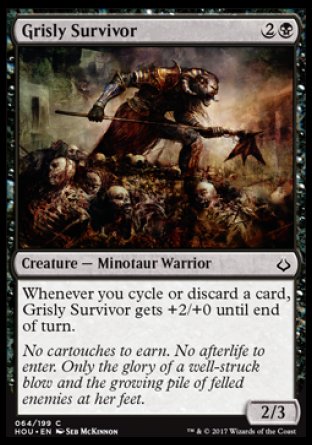 Grisly Survivor 2
Creature — Minotaur Warrior
Whenever you cycle or discard a card,
Grisly Survivor gets +2/+0 until end
of turn.
No cartouches to earn. No afterlife to
enter. Only the glory of a well-struck
blow and the growing pile of felled
enemies at her feet.
2/3
064/199 C
HOU • EN Seb McKinnon
™ & © 2017 Wizards of the Coast